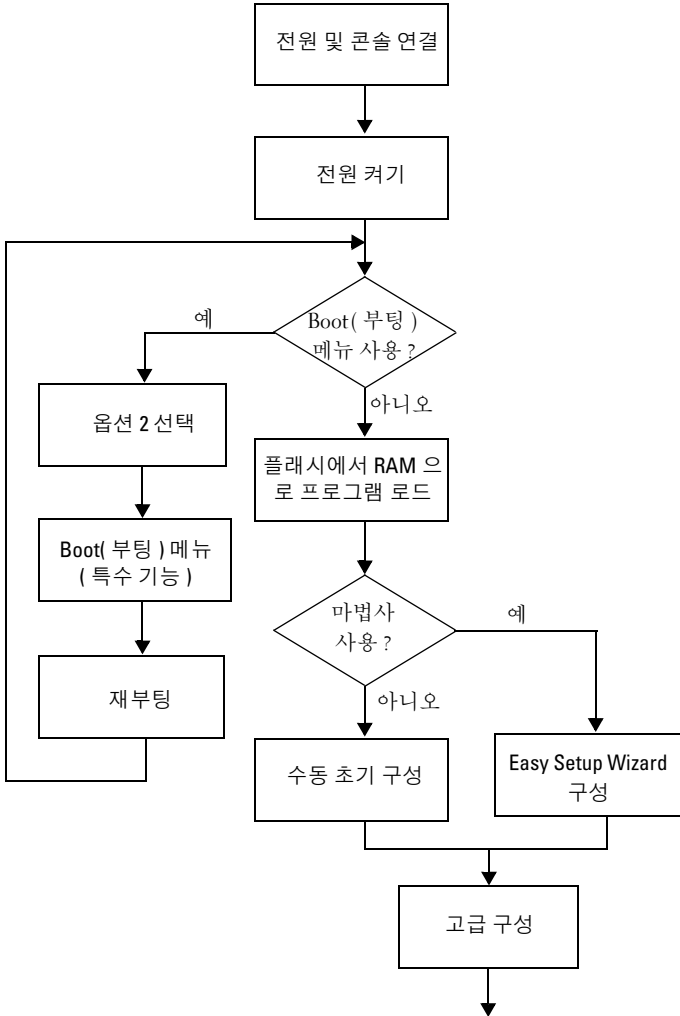 전원 및 콘솔 연결
전원 켜기
Boot( 부팅 )
메뉴 사용 ?
예
아니오
옵션 2 선택
Boot( 부팅 ) 메뉴
( 특수 기능 )
재부팅
플래시에서 RAM 으
로 프로그램 로드
마법사
사용 ?
예
아니오
수동 초기 구성
Easy Setup Wizard
구성
고급 구성